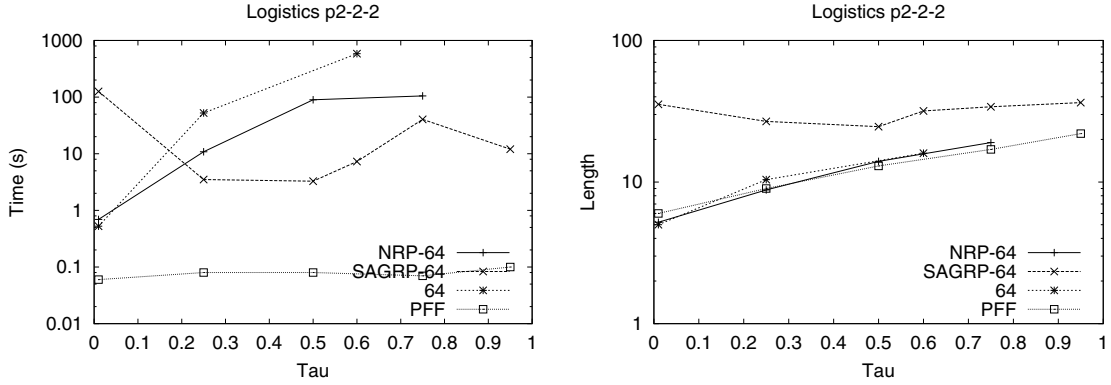 Logistics p2-2-2
1000
100
10
1
0.1
0.01
Time (s)
NRP-64
SAGRP-64
64
PFF
0 0.1 0.2 0.3 0.4 0.5 0.6 0.7 0.8 0.9 1
Tau
Logistics p2-2-2
100
10
1
Length
NRP-64
SAGRP-64
64
PFF
0 0.1 0.2 0.3 0.4 0.5 0.6 0.7 0.8 0.9 1
Tau